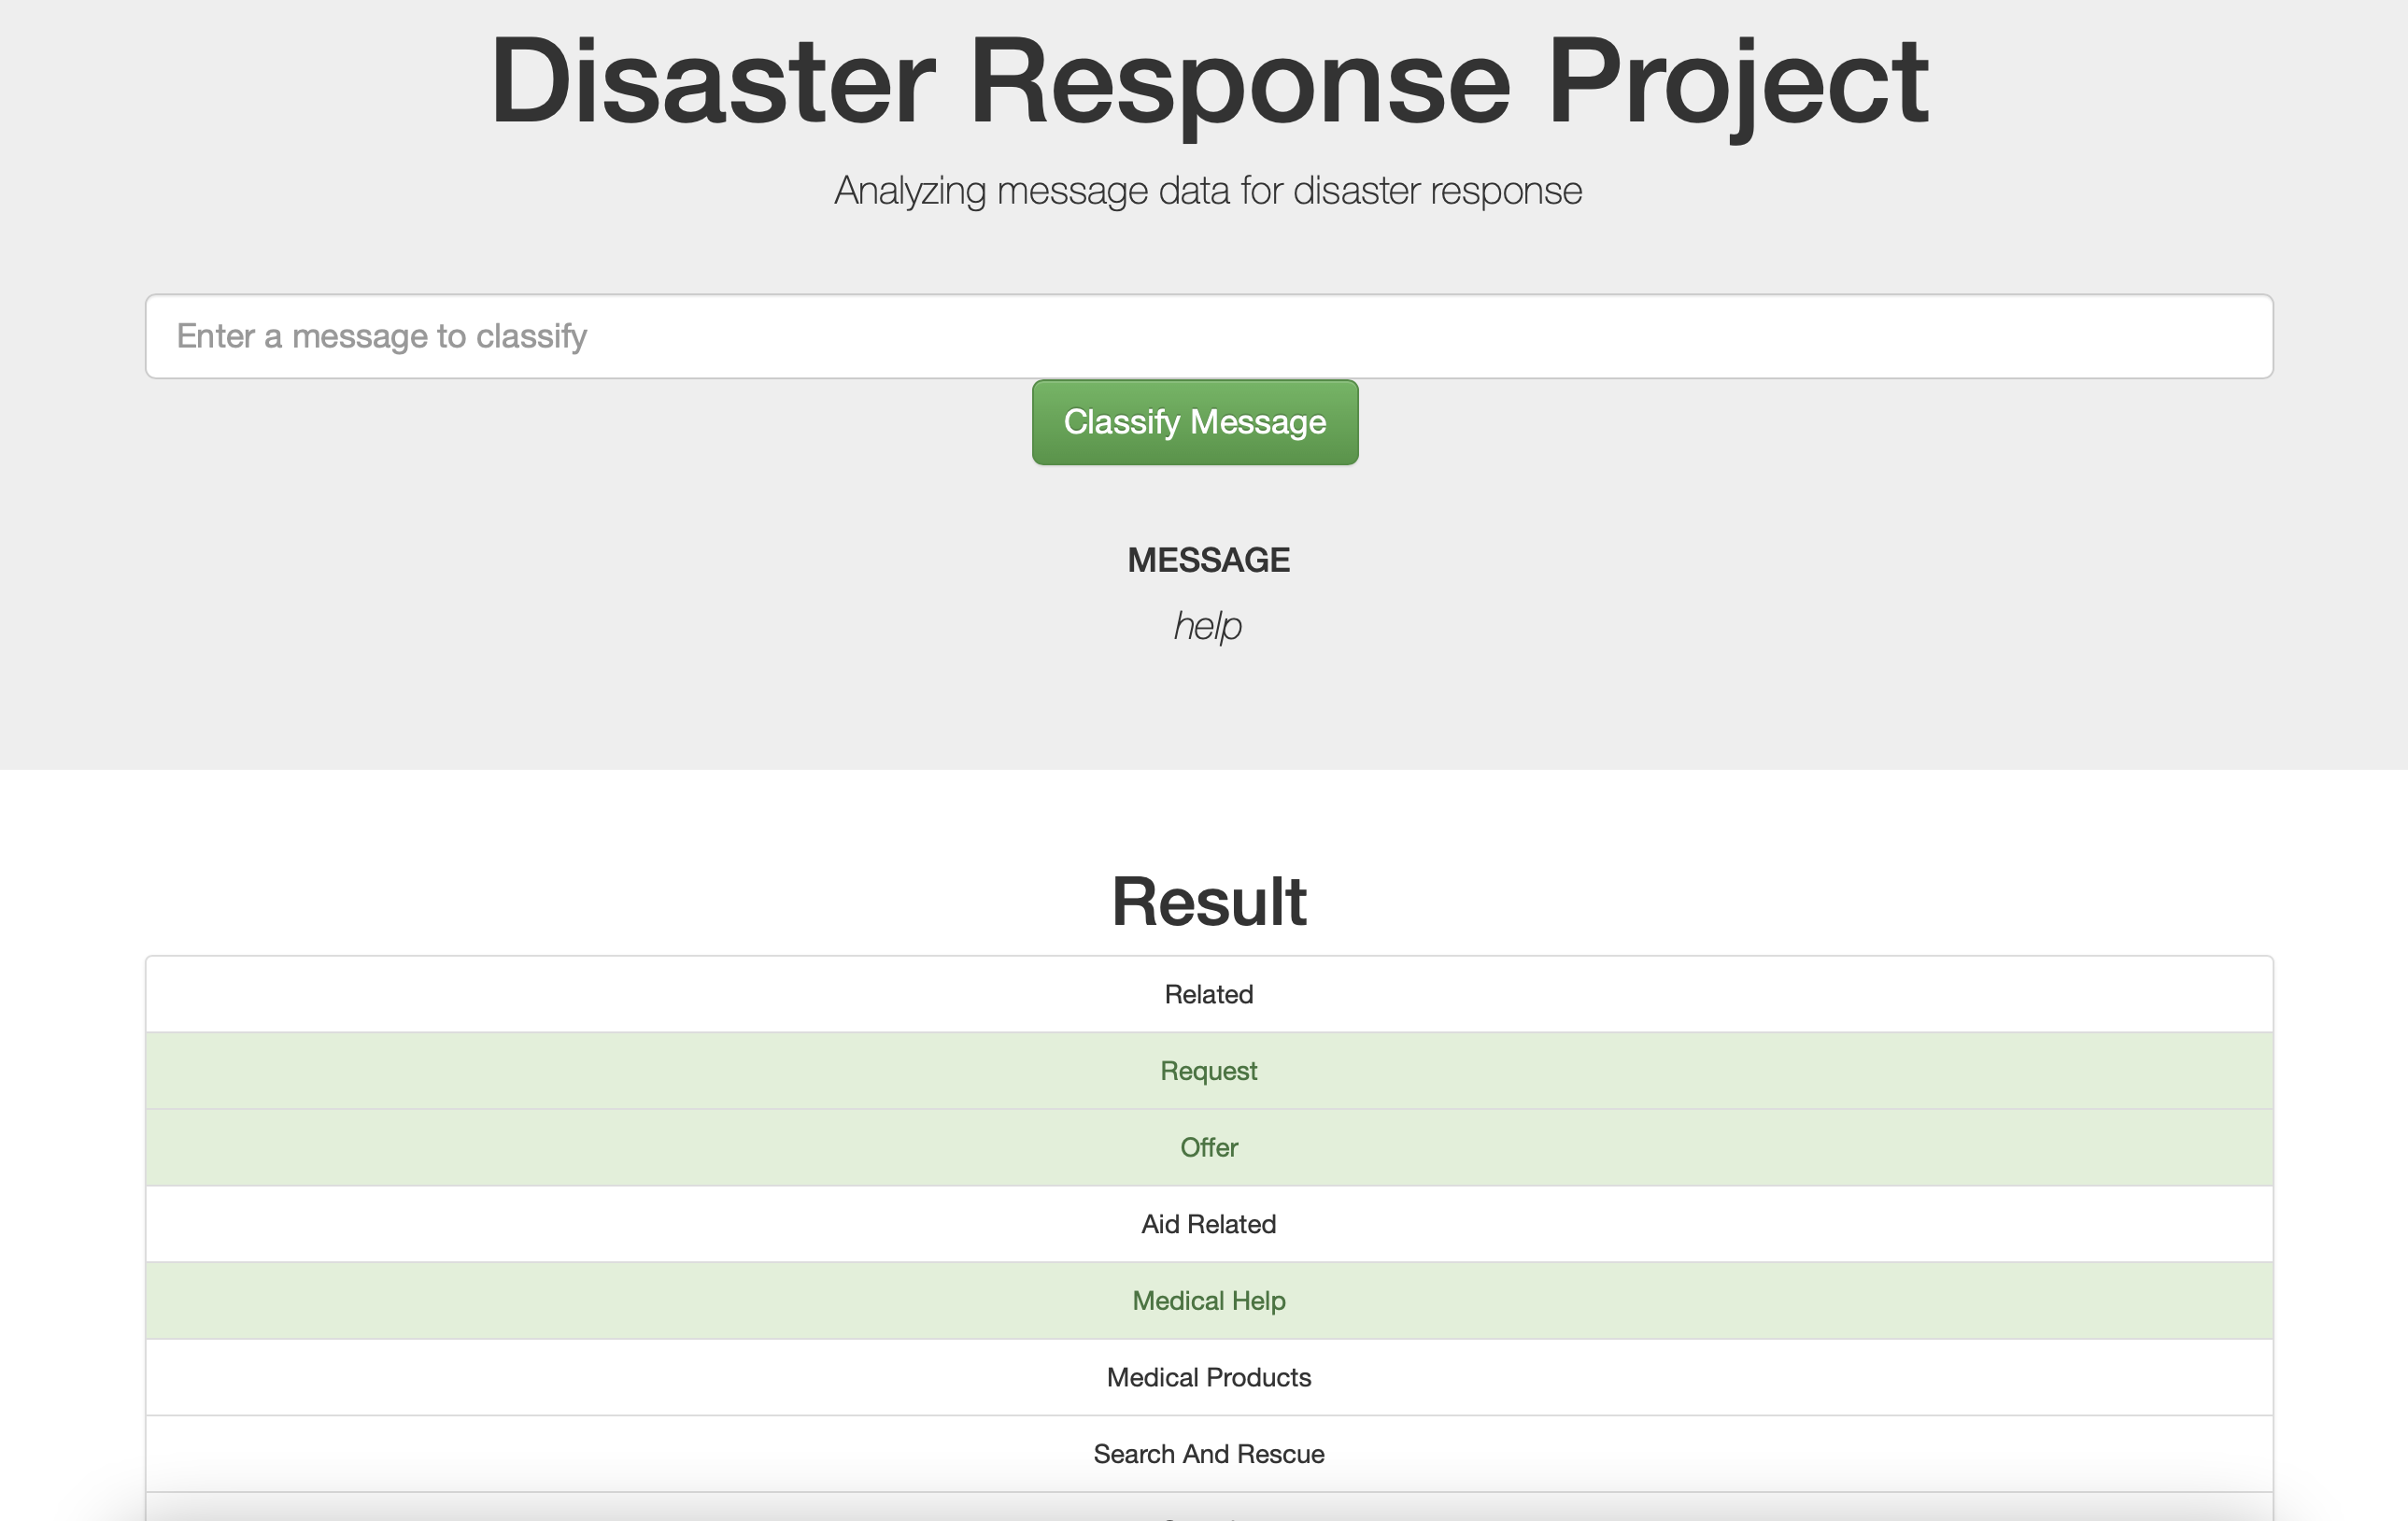 Disaster Response Project
Analyzing message data for disaster response
Enter a message to classify
Classify Message
MESSAGE
help
Result
Related
Request
Offer
Aid Related
Medical Help
Medical Products
Search And Rescue